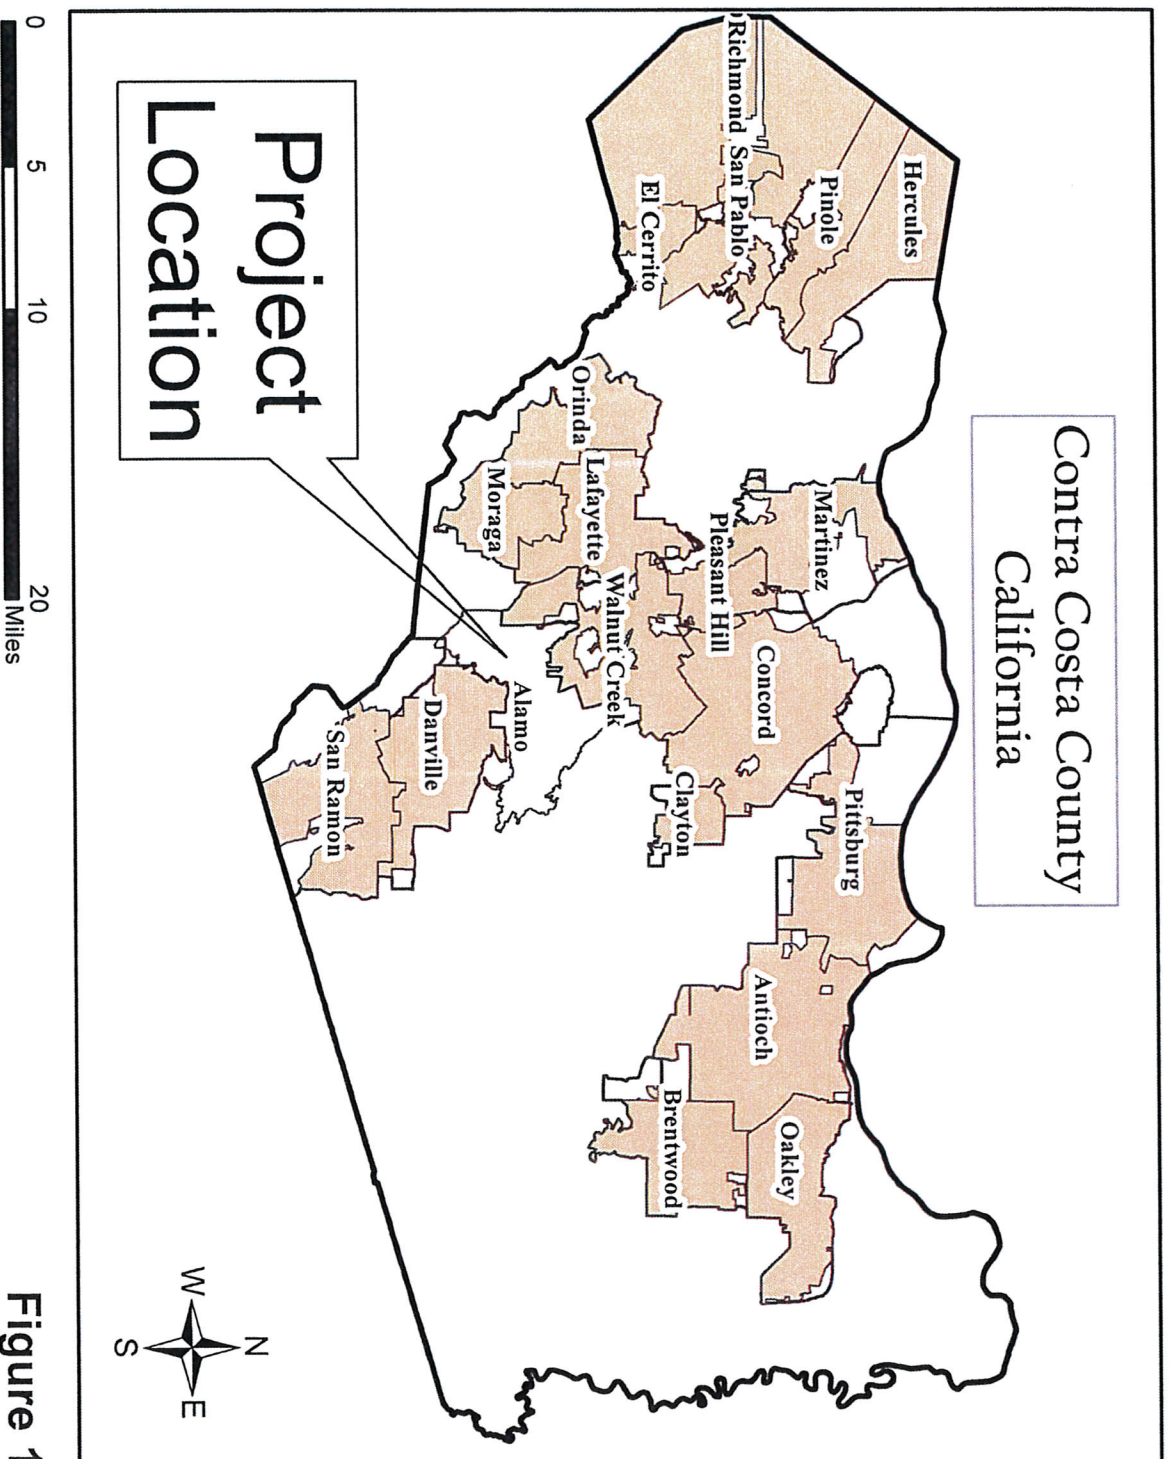 Contra Costa County
California
Hercules
Pinole
Richmond
San Pablo
El Cerrito
Martinez
Pleasant Hill
Concord
Pittsburg
Antioch
Oakley
Brentwood
Clayton
Orinda
Lafayette
Walnut Creek
Moraga
Alamo
Danville
San Ramon
Project
Location
N
W
E
S
0
5
10
20
Miles
Figure 1